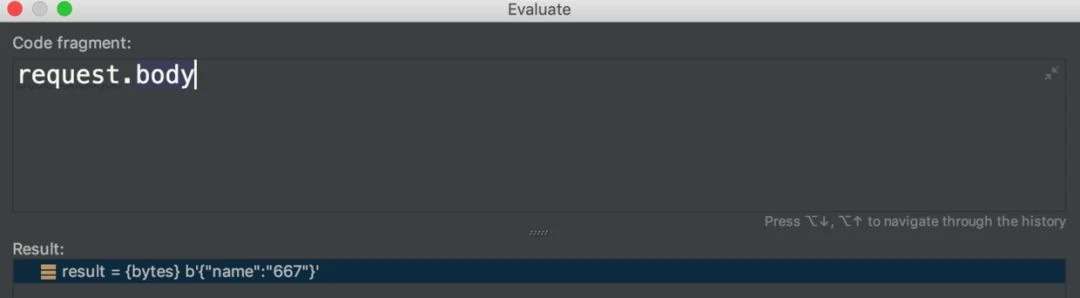 Evaluate
Code fragment:
request.body
Press ⌥↓, ⌥↑ to navigate through the history
Result:
result = {bytes} b'{"name":"667"}'